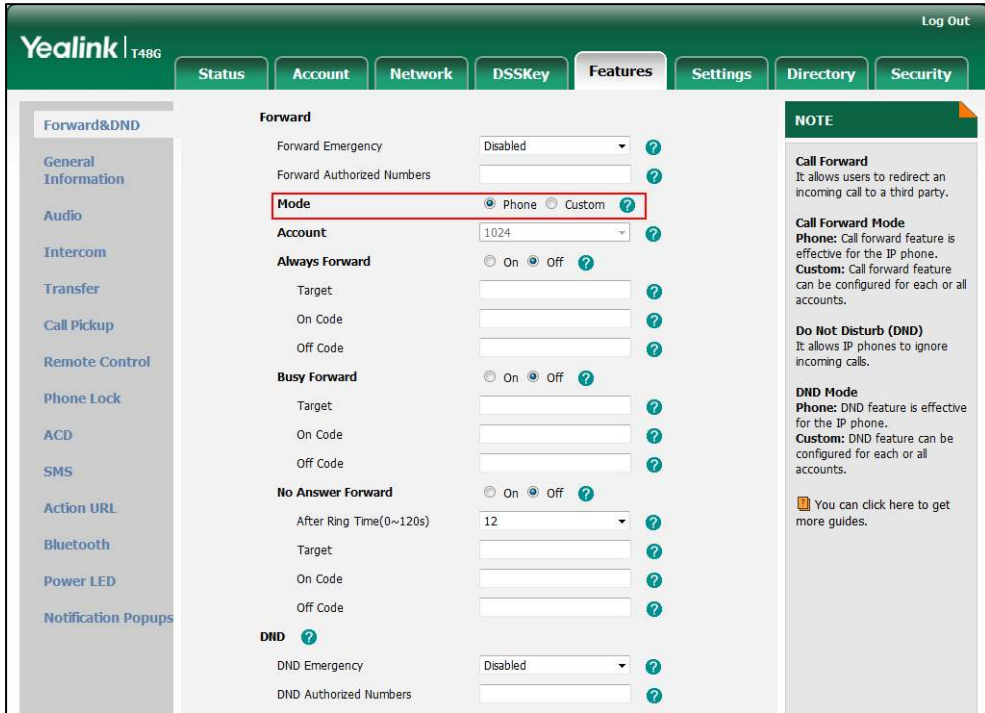 Log Out
Yealink T48G
Status Account Network DSSKey Features Settings Directory Security
Forward&DND
General
Information
Audio
Intercom
Transfer
Call Pickup
Remote Control
Phone Lock
ACD
SMS
Action URL
Bluetooth
Power LED
Notification Popups
Forward
Forward Emergency Disabled ?
Forward Authorized Numbers ?
Mode Phone Custom ?
Account 1024 ?
Always Forward On Off ?
Target ?
On Code ?
Off Code ?
Busy Forward On Off ?
Target ?
On Code ?
Off Code ?
No Answer Forward On Off ?
After Ring Time(0~120s) 12 ?
Target ?
On Code ?
Off Code ?
DND ?
DND Emergency Disabled ?
DND Authorized Numbers ?
NOTE
Call Forward
It allows users to redirect an
incoming call to a third party.
Call Forward Mode
Phone: Call forward feature is
effective for the IP phone.
Custom: Call forward feature
can be configured for each or all
accounts.
Do Not Disturb (DND)
It allows IP phones to ignore
incoming calls.
DND Mode
Phone: DND feature is effective
for the IP phone.
Custom: DND feature can be
configured for each or all
accounts.
? You can click here to get
more guides.